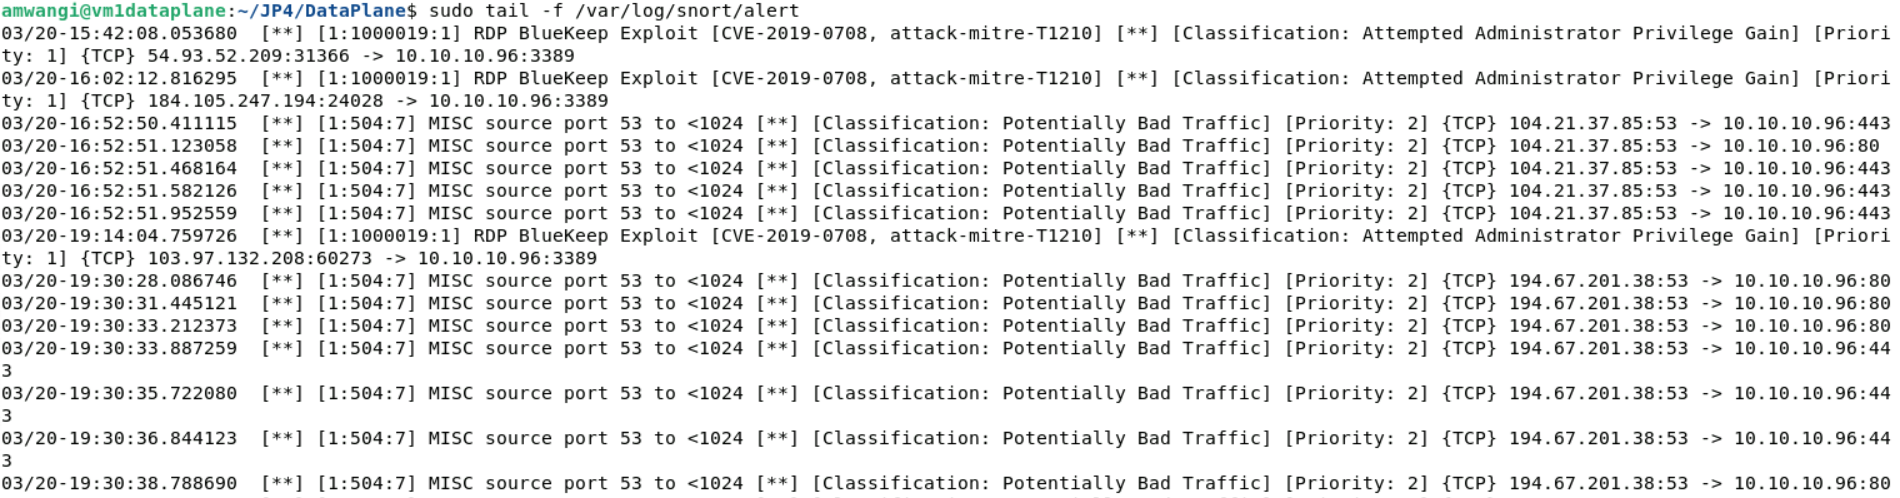 amwangi@vm1dataplane:~/JP4/DataPlane$ sudo tail -f /var/log/snort/alert
03/20-15:42:08.053680  [**] [1:1000019:1] RDP BlueKeep Exploit [CVE-2019-0708, attack-mitre-T1210] [**] [Classification: Attempted Administrator Privilege Gain] [Priori
ty: 1] {TCP} 54.93.52.209:31366 -> 10.10.10.96:3389
03/20-16:02:12.816295  [**] [1:1000019:1] RDP BlueKeep Exploit [CVE-2019-0708, attack-mitre-T1210] [**] [Classification: Attempted Administrator Privilege Gain] [Priori
ty: 1] {TCP} 184.105.247.194:24028 -> 10.10.10.96:3389
03/20-16:52:50.411115  [**] [1:504:7] MISC source port 53 to <1024 [**] [Classification: Potentially Bad Traffic] [Priority: 2] {TCP} 104.21.37.85:53 -> 10.10.10.96:443
03/20-16:52:51.123058  [**] [1:504:7] MISC source port 53 to <1024 [**] [Classification: Potentially Bad Traffic] [Priority: 2] {TCP} 104.21.37.85:53 -> 10.10.10.96:80
03/20-16:52:51.468164  [**] [1:504:7] MISC source port 53 to <1024 [**] [Classification: Potentially Bad Traffic] [Priority: 2] {TCP} 104.21.37.85:53 -> 10.10.10.96:443
03/20-16:52:51.582126  [**] [1:504:7] MISC source port 53 to <1024 [**] [Classification: Potentially Bad Traffic] [Priority: 2] {TCP} 104.21.37.85:53 -> 10.10.10.96:443
03/20-16:52:51.952559  [**] [1:504:7] MISC source port 53 to <1024 [**] [Classification: Potentially Bad Traffic] [Priority: 2] {TCP} 104.21.37.85:53 -> 10.10.10.96:443
03/20-19:14:04.759726  [**] [1:1000019:1] RDP BlueKeep Exploit [CVE-2019-0708, attack-mitre-T1210] [**] [Classification: Attempted Administrator Privilege Gain] [Priori
ty: 1] {TCP} 103.97.132.208:60273 -> 10.10.10.96:3389
03/20-19:30:28.086746  [**] [1:504:7] MISC source port 53 to <1024 [**] [Classification: Potentially Bad Traffic] [Priority: 2] {TCP} 194.67.201.38:53 -> 10.10.10.96:80
03/20-19:30:31.445121  [**] [1:504:7] MISC source port 53 to <1024 [**] [Classification: Potentially Bad Traffic] [Priority: 2] {TCP} 194.67.201.38:53 -> 10.10.10.96:80
03/20-19:30:33.212373  [**] [1:504:7] MISC source port 53 to <1024 [**] [Classification: Potentially Bad Traffic] [Priority: 2] {TCP} 194.67.201.38:53 -> 10.10.10.96:80
03/20-19:30:33.887259  [**] [1:504:7] MISC source port 53 to <1024 [**] [Classification: Potentially Bad Traffic] [Priority: 2] {TCP} 194.67.201.38:53 -> 10.10.10.96:44
3
03/20-19:30:35.722080  [**] [1:504:7] MISC source port 53 to <1024 [**] [Classification: Potentially Bad Traffic] [Priority: 2] {TCP} 194.67.201.38:53 -> 10.10.10.96:44
3
03/20-19:30:36.844123  [**] [1:504:7] MISC source port 53 to <1024 [**] [Classification: Potentially Bad Traffic] [Priority: 2] {TCP} 194.67.201.38:53 -> 10.10.10.96:44
3
03/20-19:30:38.788690  [**] [1:504:7] MISC source port 53 to <1024 [**] [Classification: Potentially Bad Traffic] [Priority: 2] {TCP} 194.67.201.38:53 -> 10.10.10.96:80